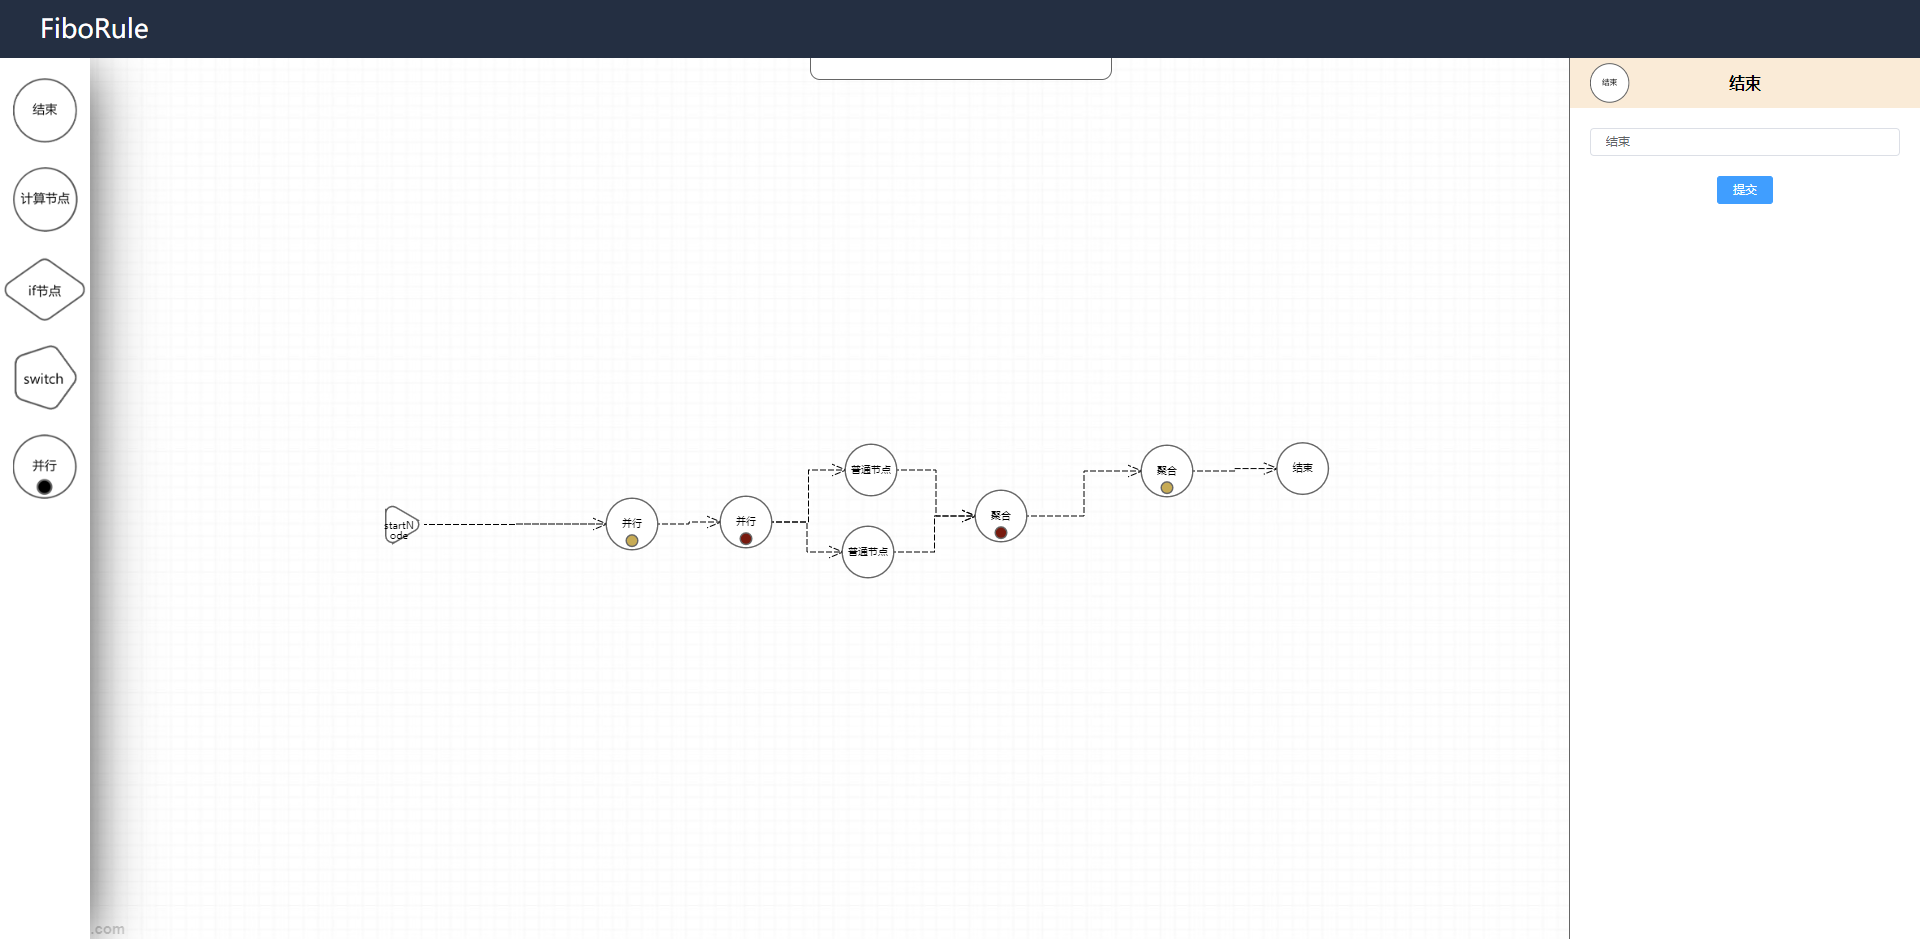 FiboRule
结束
计算节点
if节点
switch
并行
startN
ode
并行
并行
普通节点
普通节点
聚合
聚合
结束
结束
结束
结束
提交
.com